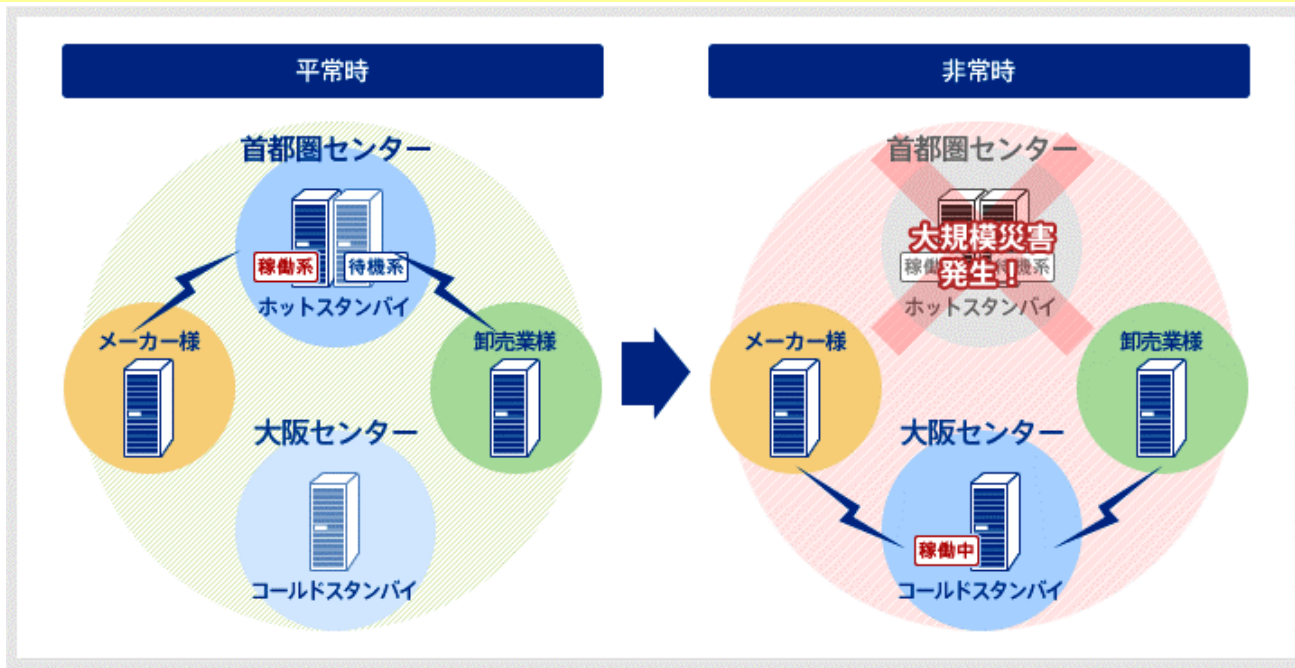 平常時
首都圏センター
稼働系
待機系
ホットスタンバイ
メーカー様
卸売業様
大阪センター
コールドスタンバイ
非常時
首都圏センター
大規模災害
発生！
稼働
機系
ホットスタンバイ
メーカー様
卸売業様
大阪センター
稼働中
コールドスタンバイ